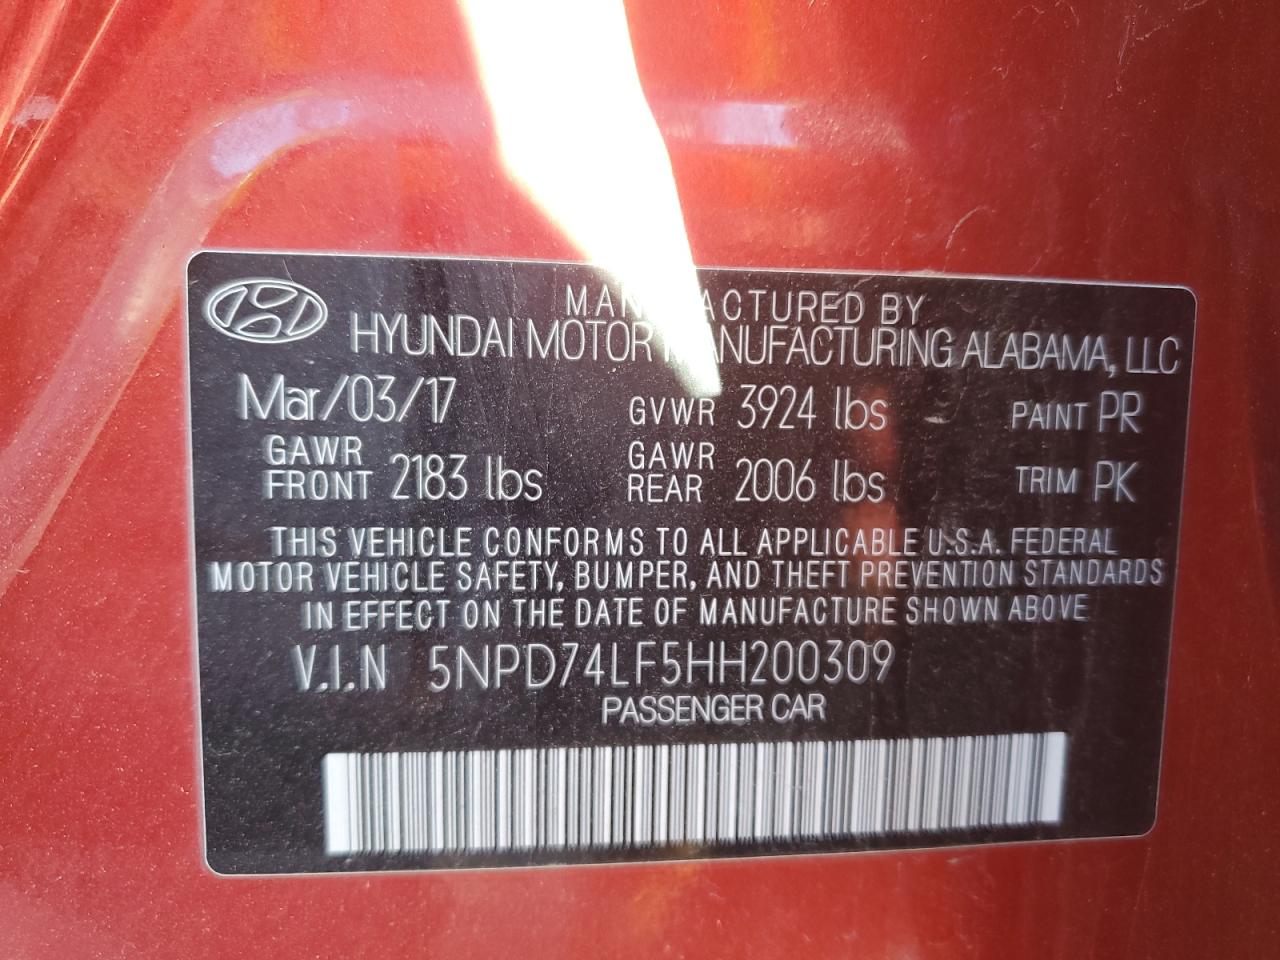 MANUFACTURED BY
HYUNDAI MOTOR MANUFACTURING ALABAMA, LLC
Mar/03/17 GVWR 3924 lbs PAINT PR
GAWR FRONT 2183 lbs GAWR REAR 2006 lbs TRIM PK
THIS VEHICLE CONFORMS TO ALL APPLICABLE U.S.A. FEDERAL
MOTOR VEHICLE SAFETY, BUMPER, AND THEFT PREVENTION STANDARDS
IN EFFECT ON THE DATE OF MANUFACTURE SHOWN ABOVE
V.I.N 5NPD74LF5HH200309
PASSENGER CAR